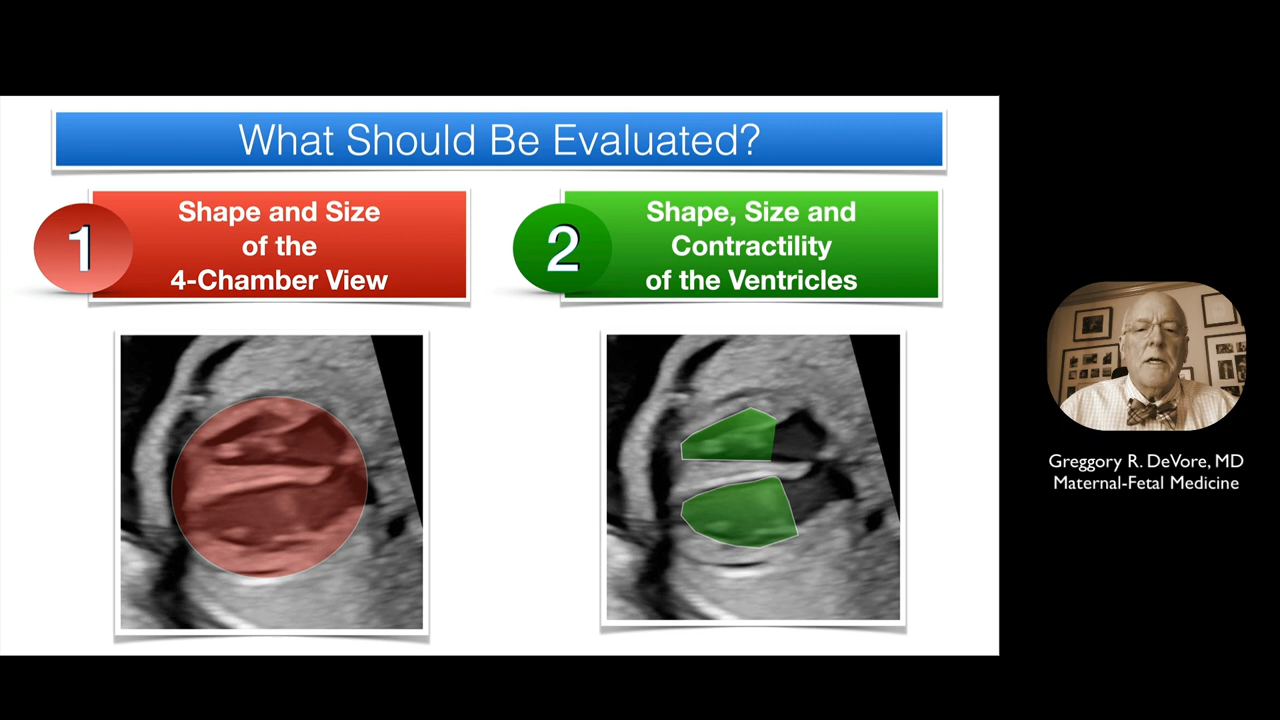 What Should Be Evaluated?
1
Shape and Size
of the
4-Chamber View
2
Shape, Size and
Contractility
of the Ventricles
Greggory R. DeVore, MD
Maternal-Fetal Medicine